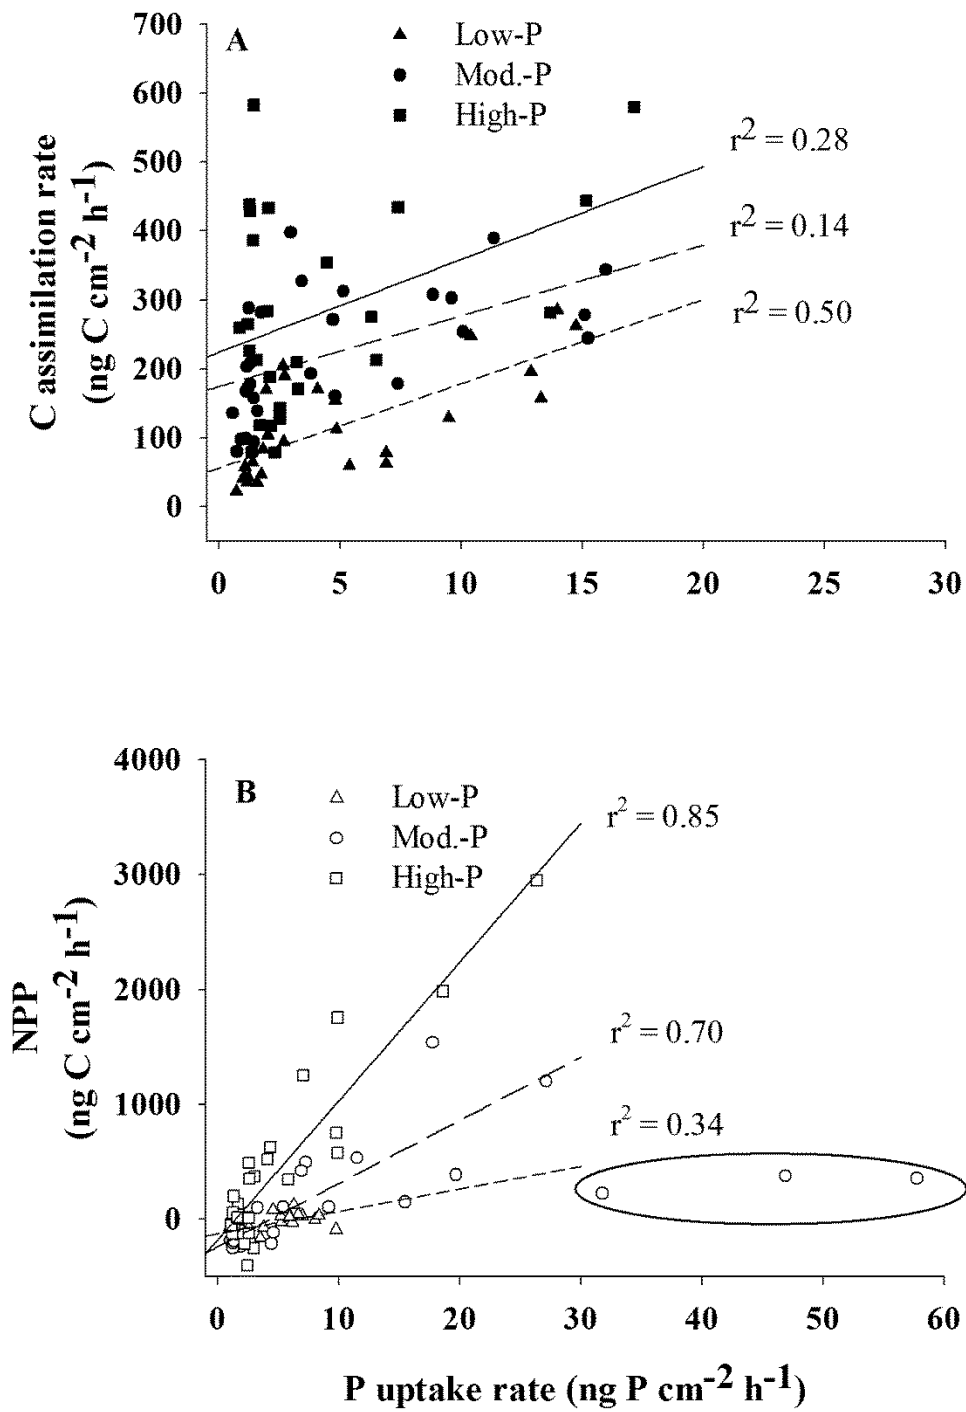 A
Low-P
Mod.-P
High-P
700
600
500
400
300
200
100
0
C assimilation rate
(ng C cm-2 h-1)
r2 = 0.28
r2 = 0.14
r2 = 0.50
0 5 10 15 20 25 30
B
Low-P
Mod.-P
High-P
4000
3000
2000
1000
0
NPP
(ng C cm-2 h-1)
r2 = 0.85
r2 = 0.70
r2 = 0.34
0 10 20 30 40 50 60
P uptake rate (ng P cm-2 h-1)